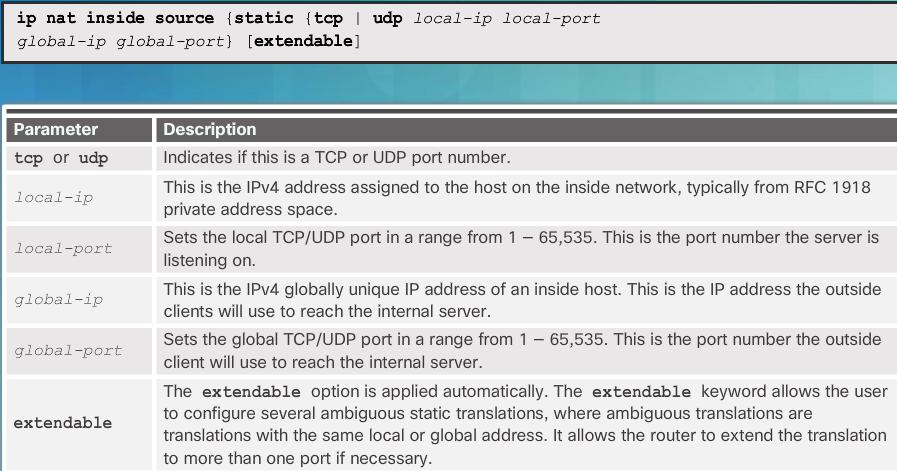 ip nat inside source {static {tcp | udp local-ip local-port
global-ip global-port} [extendable]
Parameter Description
tcp or udp Indicates if this is a TCP or UDP port number.
local-ip This is the IPv4 address assigned to the host on the inside network, typically from RFC 1918
private address space.
local-port Sets the local TCP/UDP port in a range from 1 – 65,535. This is the port number the server is
listening on.
global-ip This is the IPv4 globally unique IP address of an inside host. This is the IP address the outside
clients will use to reach the internal server.
global-port Sets the global TCP/UDP port in a range from 1 – 65,535. This is the port number the outside
client will use to reach the internal server.
extendable The extendable option is applied automatically. The extendable keyword allows the user
to configure several ambiguous static translations, where ambiguous translations are
translations with the same local or global address. It allows the router to extend the translation
to more than one port if necessary.